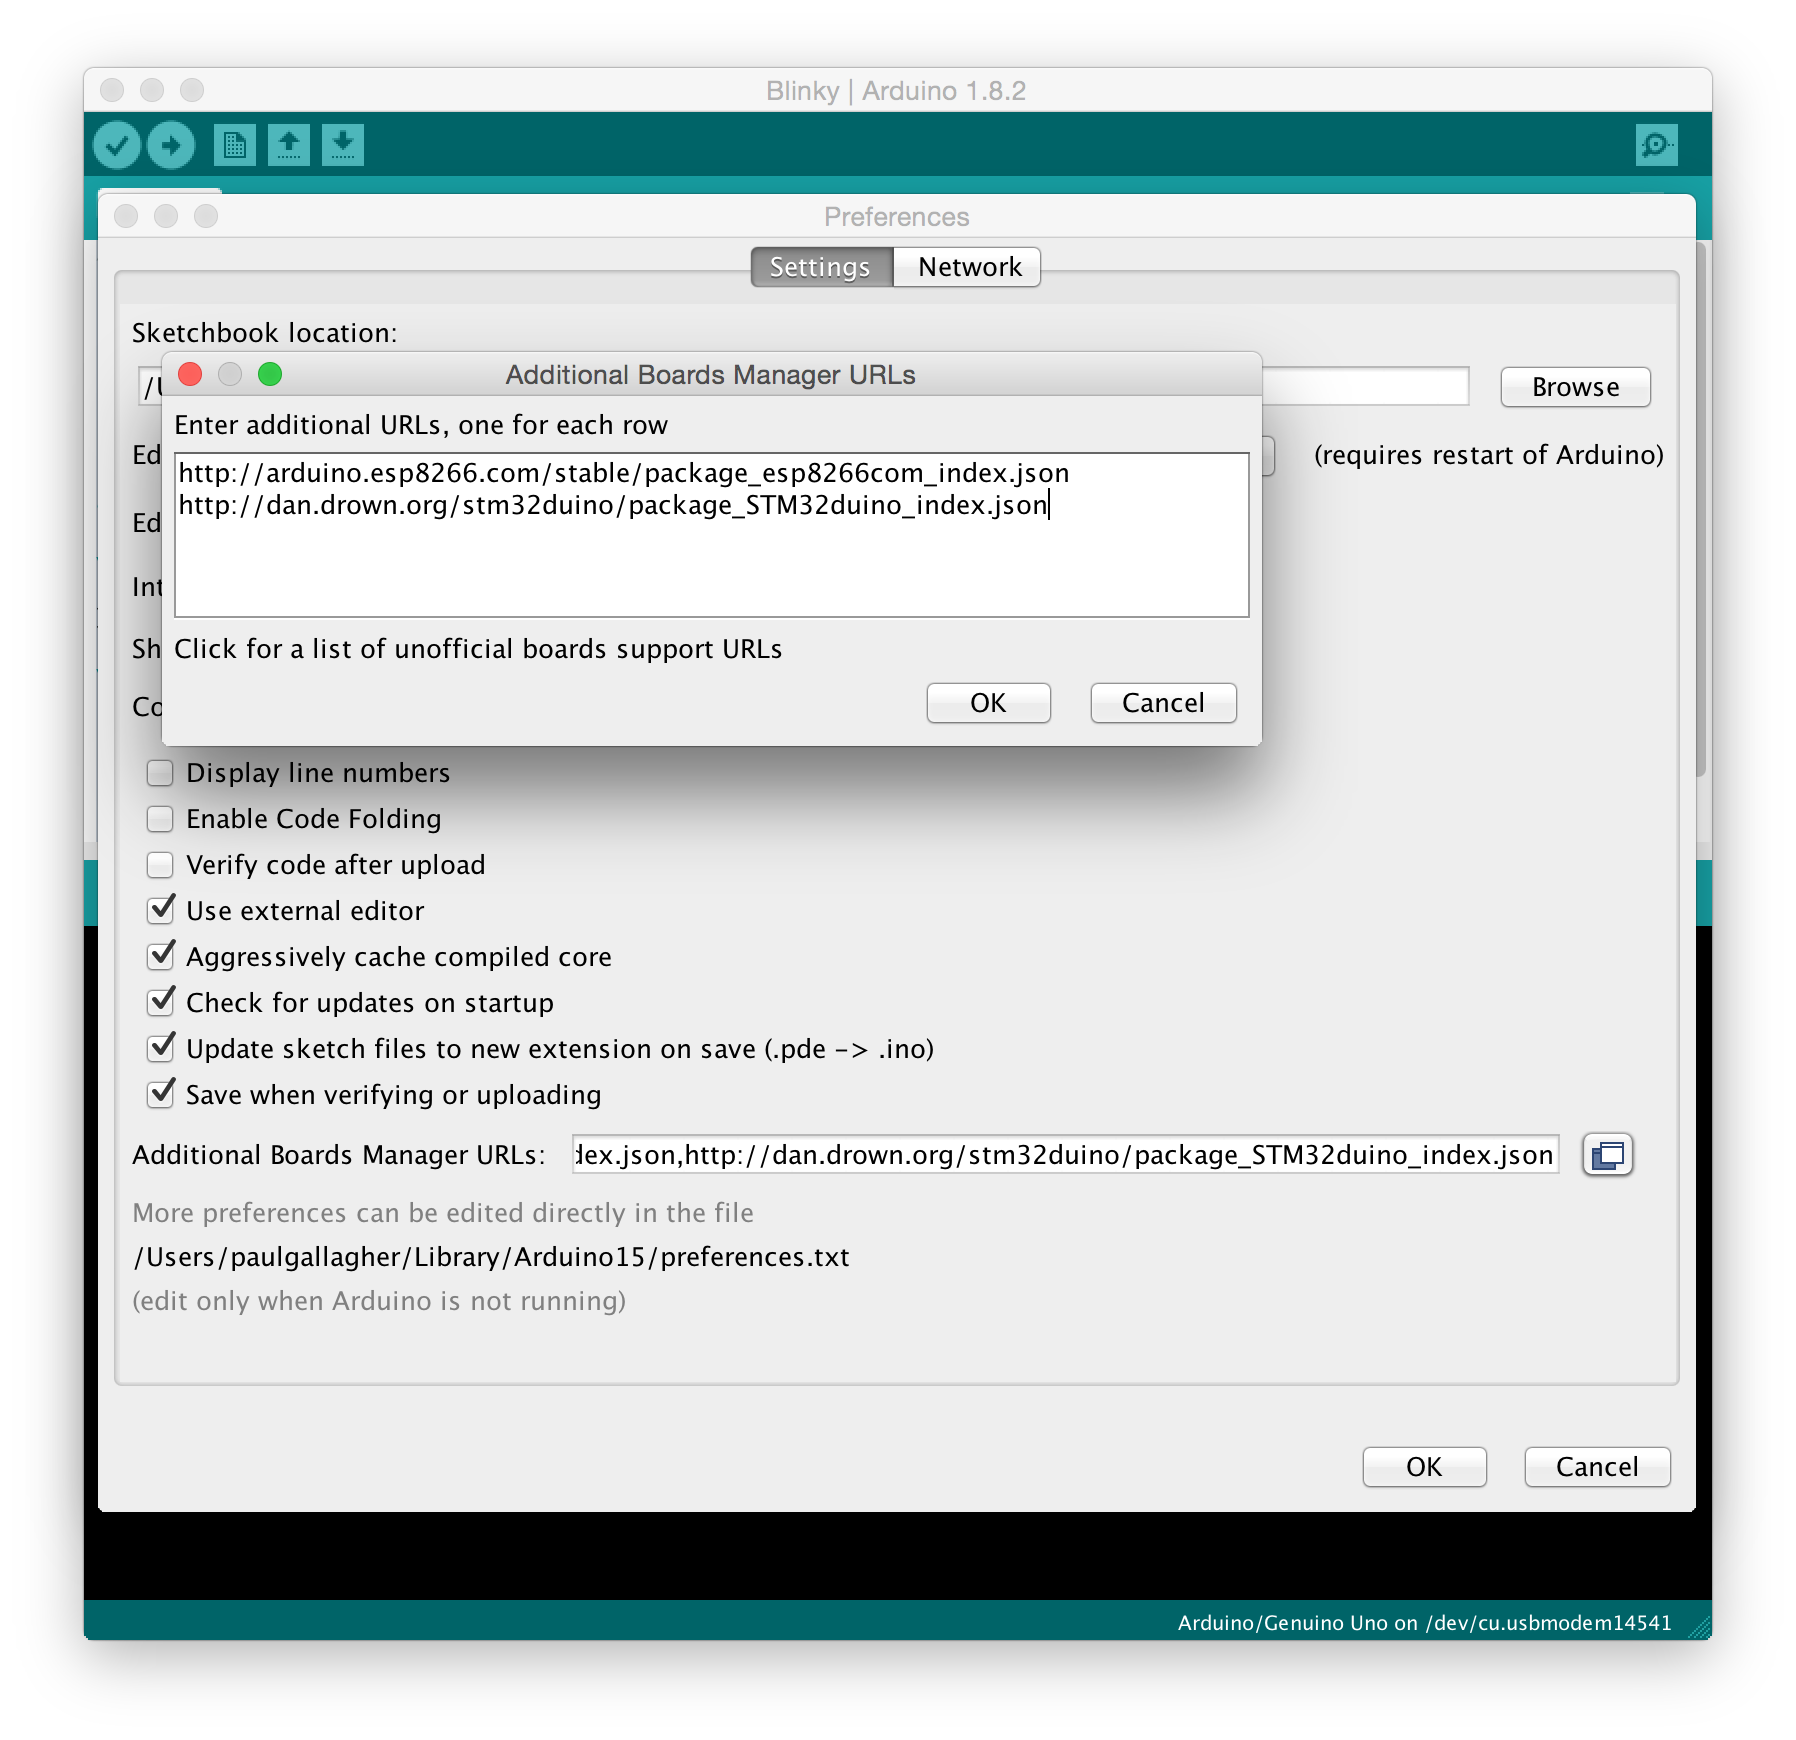 Blinky | Arduino 1.8.2
Preferences
Settings Network
Sketchbook location:
Browse
Additional Boards Manager URLs
Enter additional URLs, one for each row
http://arduino.esp8266.com/stable/package_esp8266com_index.json
http://dan.drown.org/stm32duino/package_STM32duino_index.json
(requires restart of Arduino)
Click for a list of unofficial boards support URLs
OK Cancel
Display line numbers
Enable Code Folding
Verify code after upload
Use external editor
Aggressively cache compiled core
Check for updates on startup
Update sketch files to new extension on save (.pde -> .ino)
Save when verifying or uploading
Additional Boards Manager URLs: dex.json,http://dan.drown.org/stm32duino/package_STM32duino_index.json
More preferences can be edited directly in the file
/Users/paulgallagher/Library/Arduino15/preferences.txt
(edit only when Arduino is not running)
OK Cancel
Arduino/Genuino Uno on /dev/cu.usbmodem14541